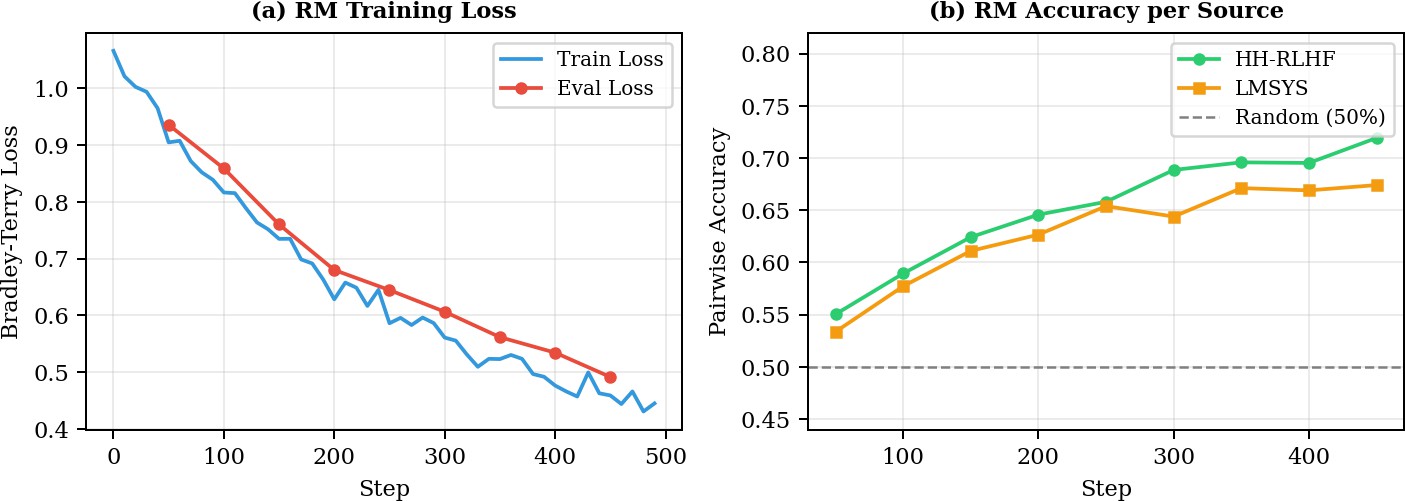 (a) RM Training Loss
Bradley-Terry Loss
1.0
0.9
0.8
0.7
0.6
0.5
0.4
0
100
200
300
400
500
Step
Train Loss
Eval Loss
(b) RM Accuracy per Source
Pairwise Accuracy
0.80
0.75
0.70
0.65
0.60
0.55
0.50
0.45
100
200
300
400
Step
HH-RLHF
LMSYS
Random (50%)